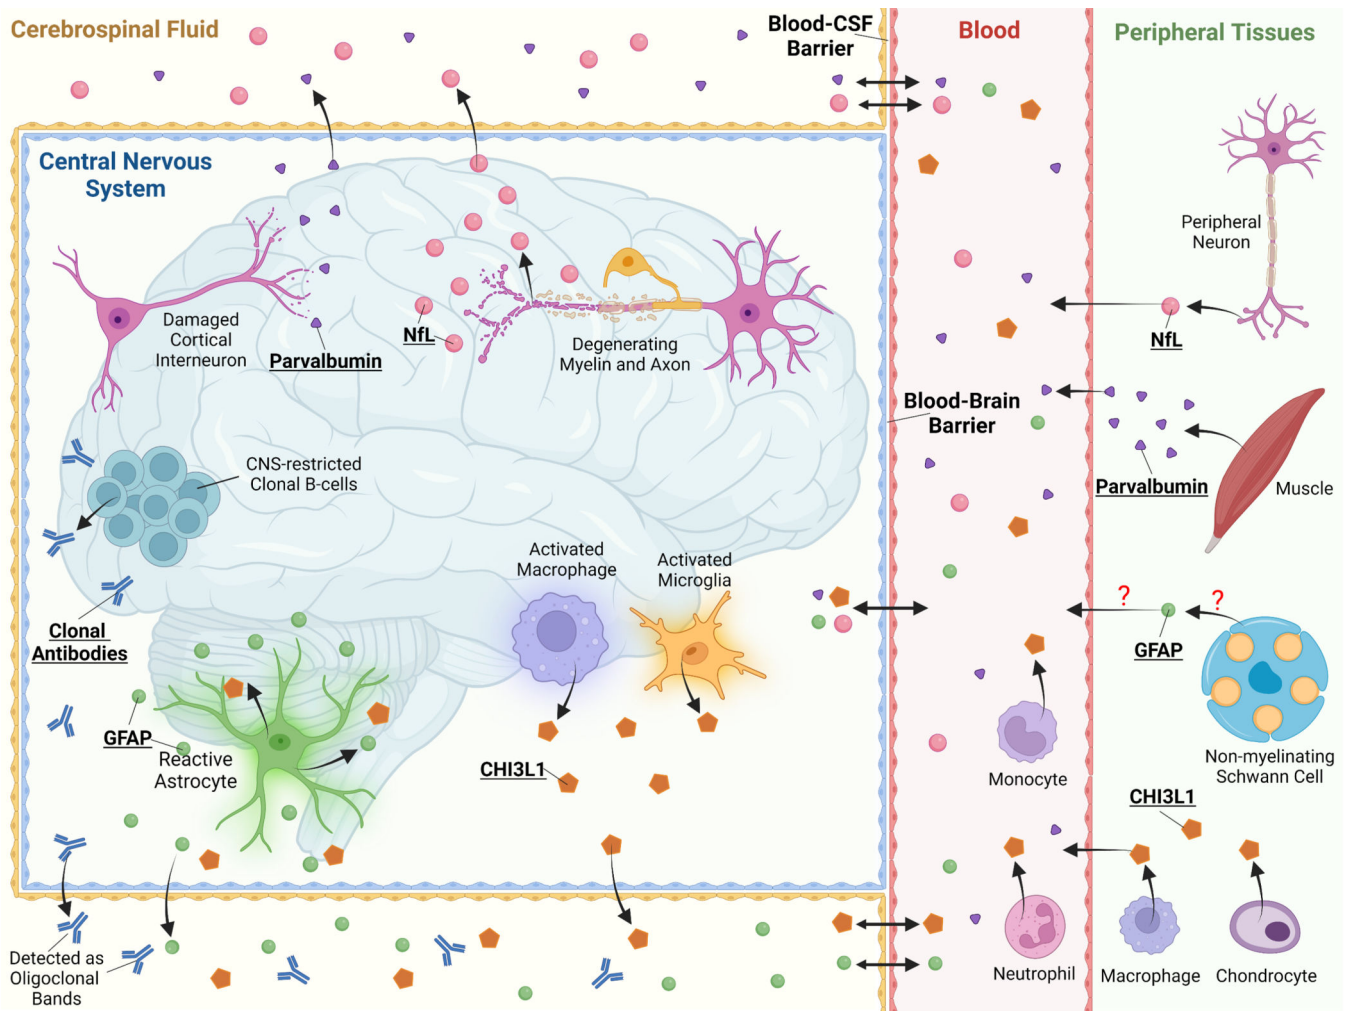 Cerebrospinal Fluid
Blood-CSF
Barrier
Blood
Peripheral Tissues
Central Nervous
System
Peripheral
Neuron
Damaged
Cortical
Interneuron
Parvalbumin
NfL
Degenerating
Myelin and Axon
NfL
Blood-Brain
Barrier
CNS-restricted
Clonal B-cells
Parvalbumin
Muscle
Activated
Macrophage
Activated
Microglia
Clonal
Antibodies
?
?
GFAP
GFAP
Reactive
Astrocyte
CHI3L1
Monocyte
Non-myelinating
Schwann Cell
CHI3L1
Detected as
Oligoclonal
Bands
Neutrophil
Macrophage
Chondrocyte